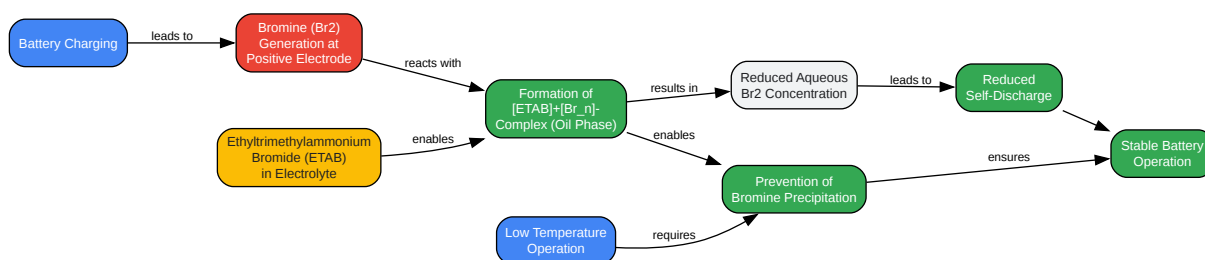 Battery Charging
leads to
Bromine (Br2)
Generation at
Positive Electrode
reacts with
Ethyltrimethylammonium
Bromide (ETAB)
in Electrolyte
enables
Formation of
[ETAB]+[Br_n]-
Complex (Oil Phase)
results in
Reduced Aqueous
Br2 Concentration
leads to
Reduced
Self-Discharge
enables
Prevention of
Bromine Precipitation
Low Temperature
Operation
requires
ensures
Stable Battery
Operation